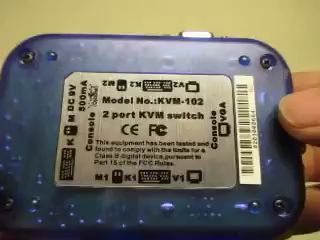 M2 K2 V2
Model No.:KVM-102
2 port KVM switch
CE FC
This equipment has been tested and
found to comply with the limits for a
Class B digital device, pursuant to
Part 15 of the FCC Rules.
M1 K1 V1
Console K M DC 9V
500mA
Console VGA